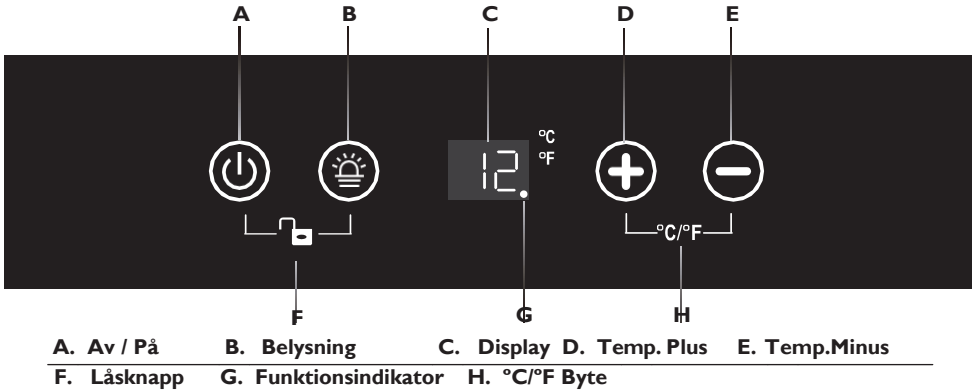 A B C D E
°C
°F
12.
°C/°F
F G H
A. Av / På B. Belysning C. Display D. Temp. Plus E. Temp.Minus
F. Låsknapp G. Funktionsindikator H. °C/°F Byte